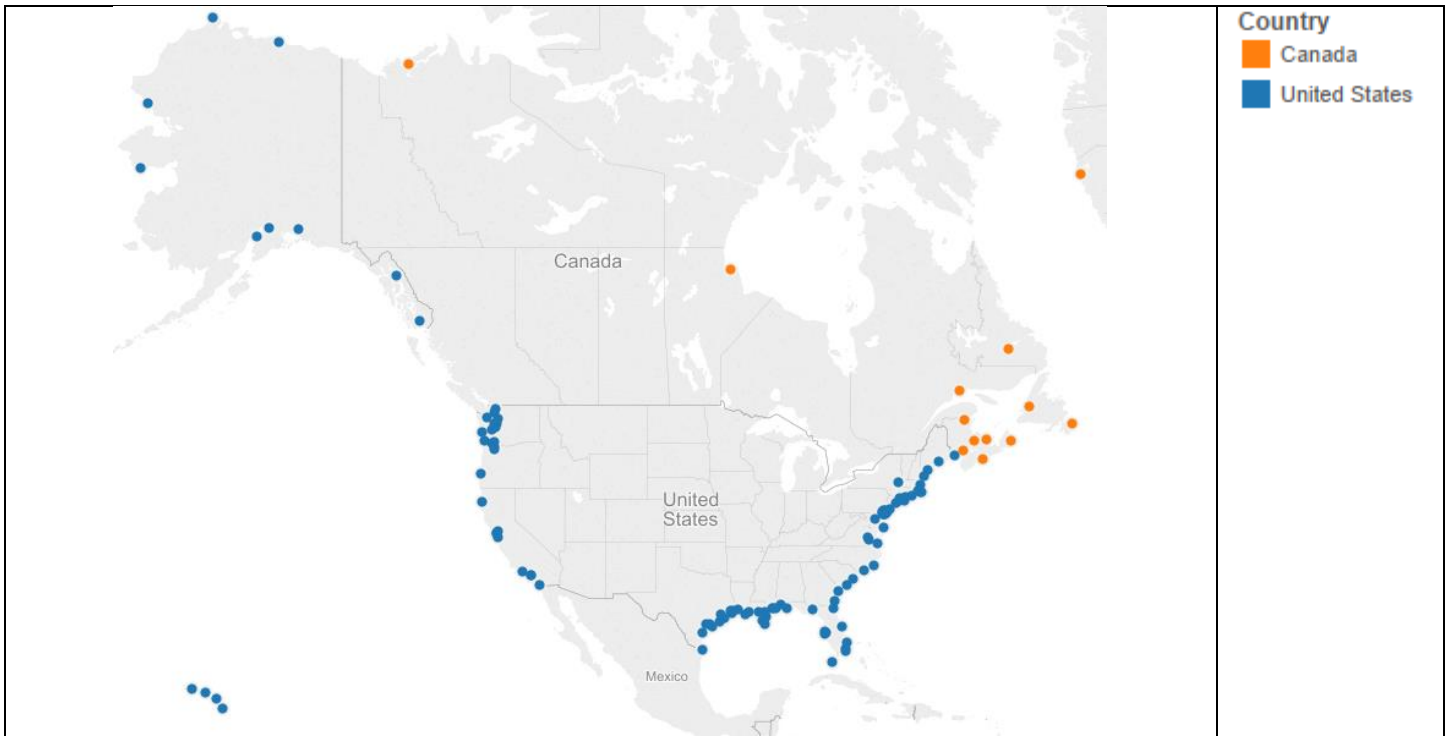 Country
Canada
United States
Canada
United
States
Mexico